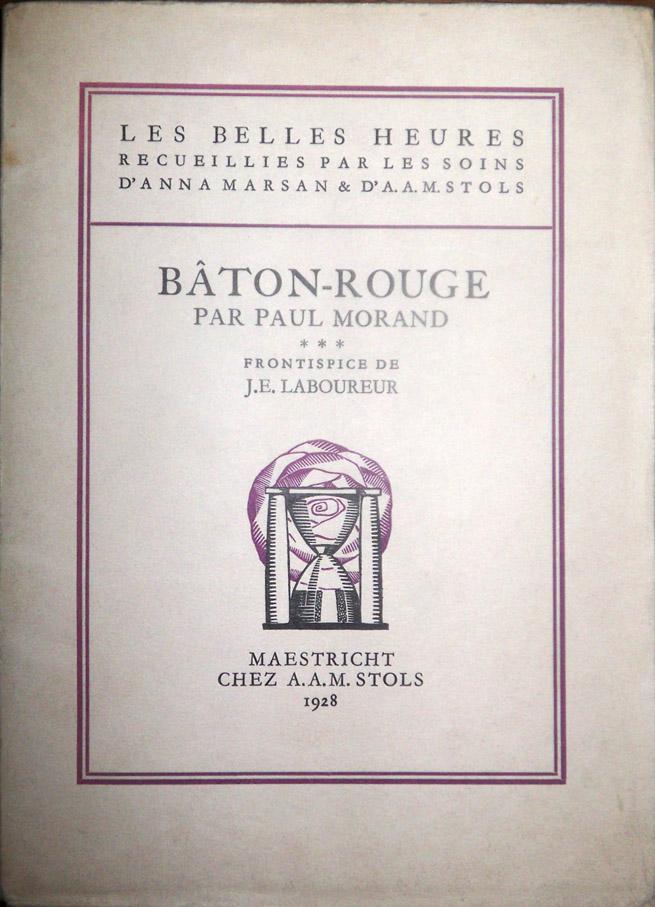 LES BELLES HEURES
RECUEILLIES PAR LES SOINS
D'ANNA MARSAN & D'A.A.M. STOLS
BÂTON-ROUGE
PAR PAUL MORAND
* * *
FRONTISPICE DE
J.E. LABOUREUR
MAESTRICHT
CHEZ A.A.M. STOLS
1928